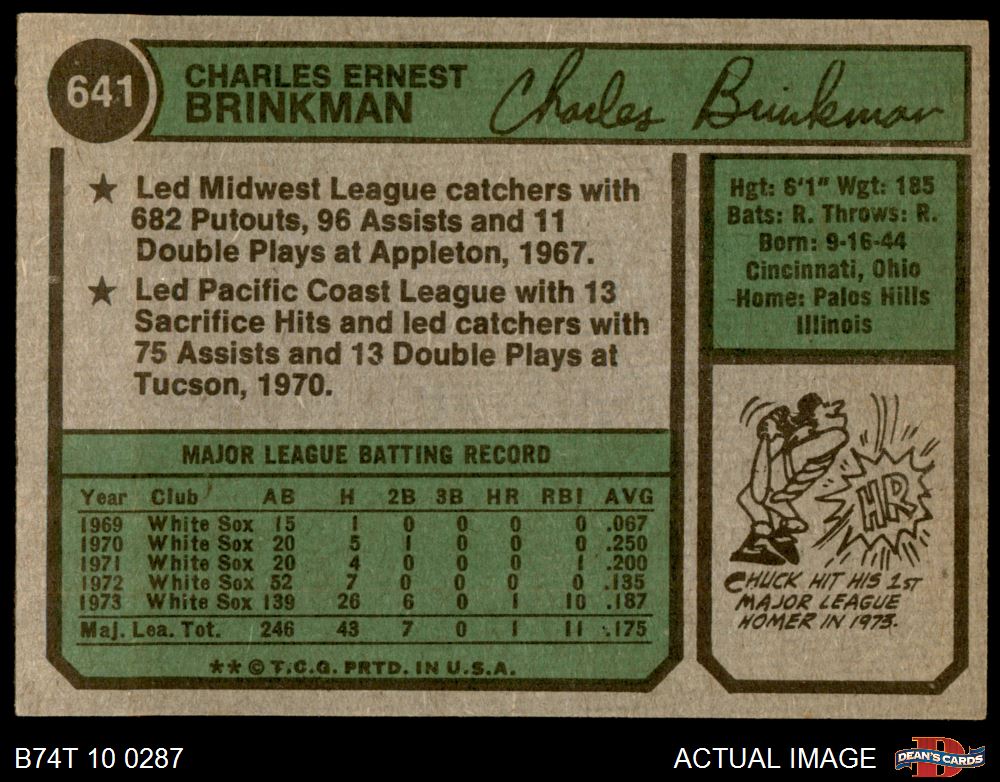 641
CHARLES ERNEST
BRINKMAN
Charles Brinkman
★ Led Midwest League catchers with
682 Putouts, 96 Assists and 11
Double Plays at Appleton, 1967.
★ Led Pacific Coast League with 13
Sacrifice Hits and led catchers with
75 Assists and 13 Double Plays at
Tucson, 1970.
Hgt: 6'1" Wgt: 185
Bats: R. Throws: R.
Born: 9-16-44
Cincinnati, Ohio
Home: Palos Hills
Illinois
MAJOR LEAGUE BATTING RECORD
Year Club AB H 2B 3B HR RBI AVG
1969 White Sox 15 1 0 0 0 0 .067
1970 White Sox 20 5 1 0 0 0 .250
1971 White Sox 20 4 0 0 0 1 .200
1972 White Sox 52 7 0 0 0 0 .135
1973 White Sox 139 26 6 0 1 10 .187
Maj. Lea. Tot. 246 43 7 0 1 11 .175
** © T.C.G. PRTD. IN U.S.A.
HR
CHUCK HIT HIS 1ST
MAJOR LEAGUE
HOMER IN 1973.
B74T 10 0287
ACTUAL IMAGE
D
DEAN'S CARDS